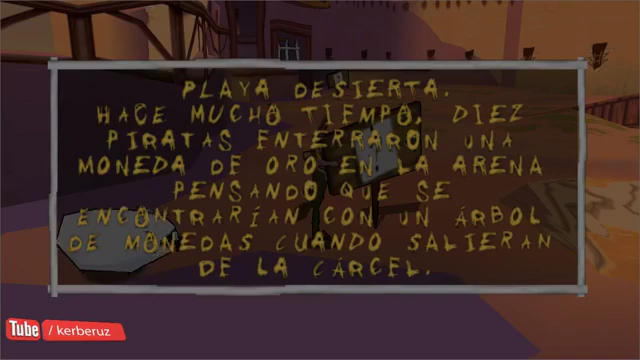 PLAYA DESIERTA.
HACE MUCHO TIEMPO, DIEZ
PIRATAS ENTERRARON UNA
MONEDA DE ORO EN LA ARENA
PENSANDO QUE SE
ENCONTRARÍAN CON UN ÁRBOL
DE MONEDAS CUANDO SALIERAN
DE LA CÁRCEL.
Tube / kerberuz